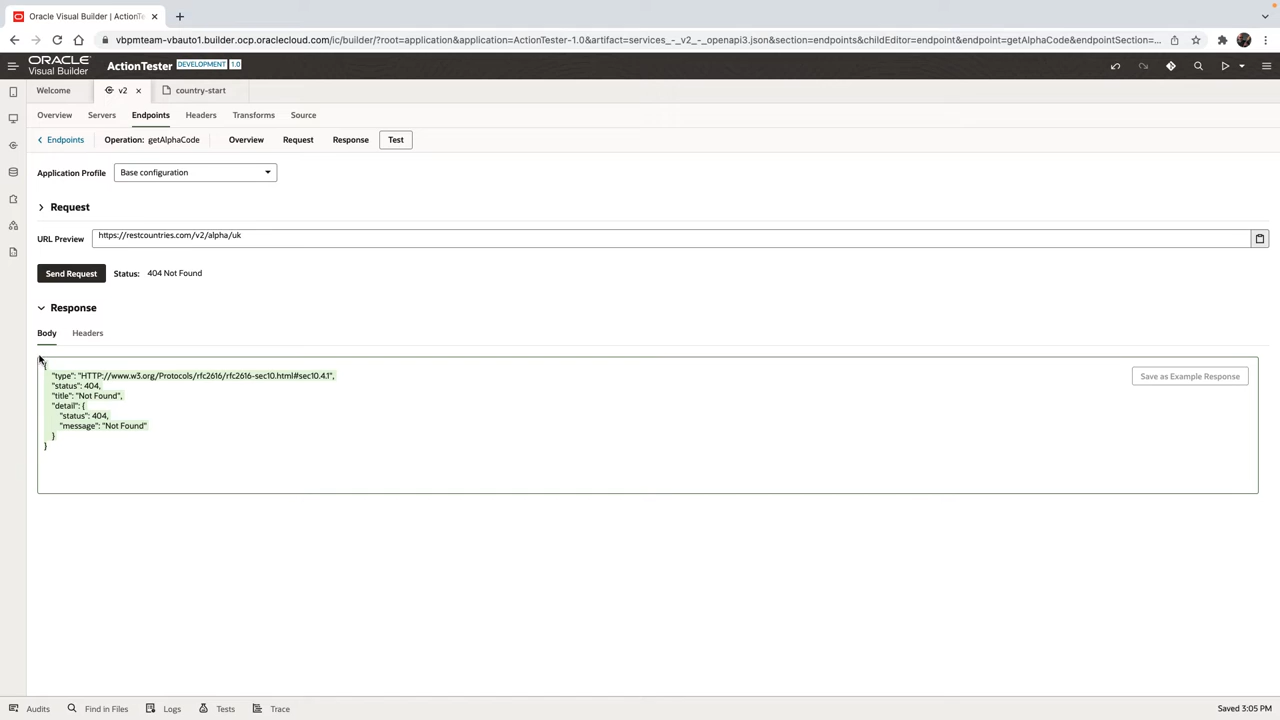 Oracle Visual Builder | ActionTe
vbpmteam-vbauto1.builder.ocp.oraclecloud.com/ic/builder/?root=application&application=ActionTester-1.0&artifact=services_-_v2_-_openapi3.json&section=endpoints&childEditor=endpoint&endpoint=getAlphaCode&endpointSection=...
ORACLE
Visual Builder
ActionTester DEVELOPMENT 1.0
Welcome v2 country-start
Overview Servers Endpoints Headers Transforms Source
Endpoints Operation: getAlphaCode Overview Request Response Test
Application Profile Base configuration
Request
URL Preview https://restcountries.com/v2/alpha/uk
Send Request Status: 404 Not Found
Response
Body Headers
{
"type": "HTTP://www.w3.org/Protocols/rfc2616/rfc2616-sec10.html#sec10.4.1",
Save as Example Response
"status": 404,
"title": "Not Found",
"detail": {
"status": 404,
"message": "Not Found"
}
}
Audits Find in Files Logs Tests Trace Saved 3:05 PM